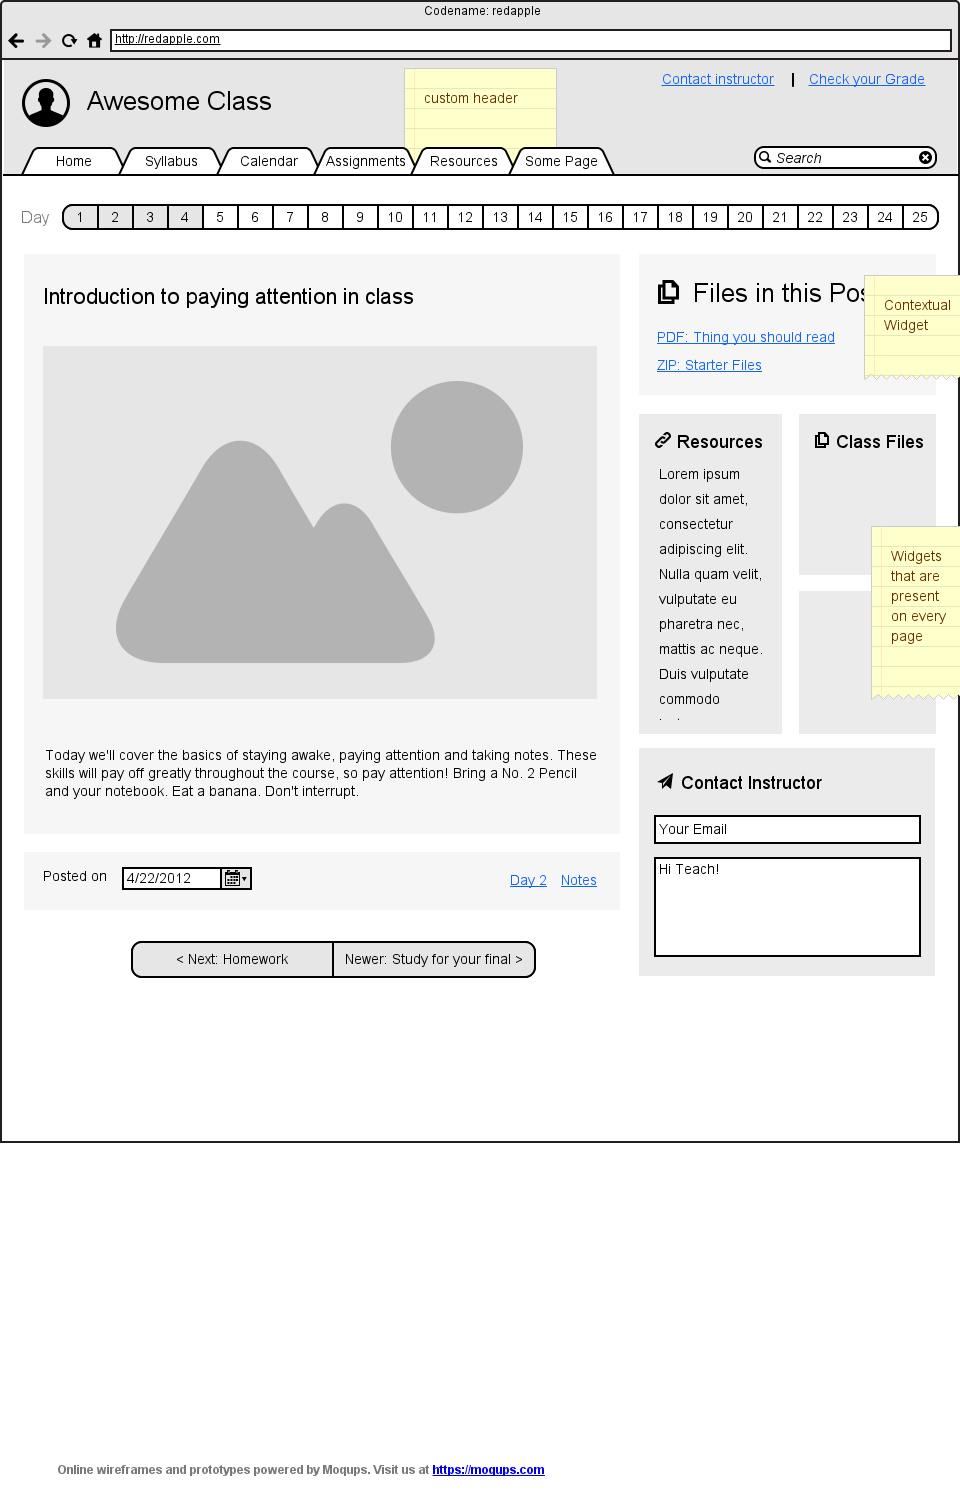 Codename: redapple
http://redapple.com
Contact instructor | Check your Grade
Awesome Class
custom header
Home Syllabus Calendar Assignments Resources Some Page
Search
Day 1 2 3 4 5 6 7 8 9 10 11 12 13 14 15 16 17 18 19 20 21 22 23 24 25
Introduction to paying attention in class
Today we'll cover the basics of staying awake, paying attention and taking notes. These
skills will pay off greatly throughout the course, so pay attention! Bring a No. 2 Pencil
and your notebook. Eat a banana. Don't interrupt.
Posted on 4/22/2012 Day 2 Notes
< Next: Homework Newer: Study for your final >
Files in this Pos
PDF: Thing you should read
ZIP: Starter Files
Contextual
Widget
Resources
Lorem ipsum
dolor sit amet,
consectetur
adipiscing elit.
Nulla quam velit,
vulputate eu
pharetra nec,
mattis ac neque.
Duis vulputate
commodo
Class Files
Widgets
that are
present
on every
page
Contact Instructor
Your Email
Hi Teach!
Online wireframes and prototypes powered by Moqups. Visit us at https://moqups.com